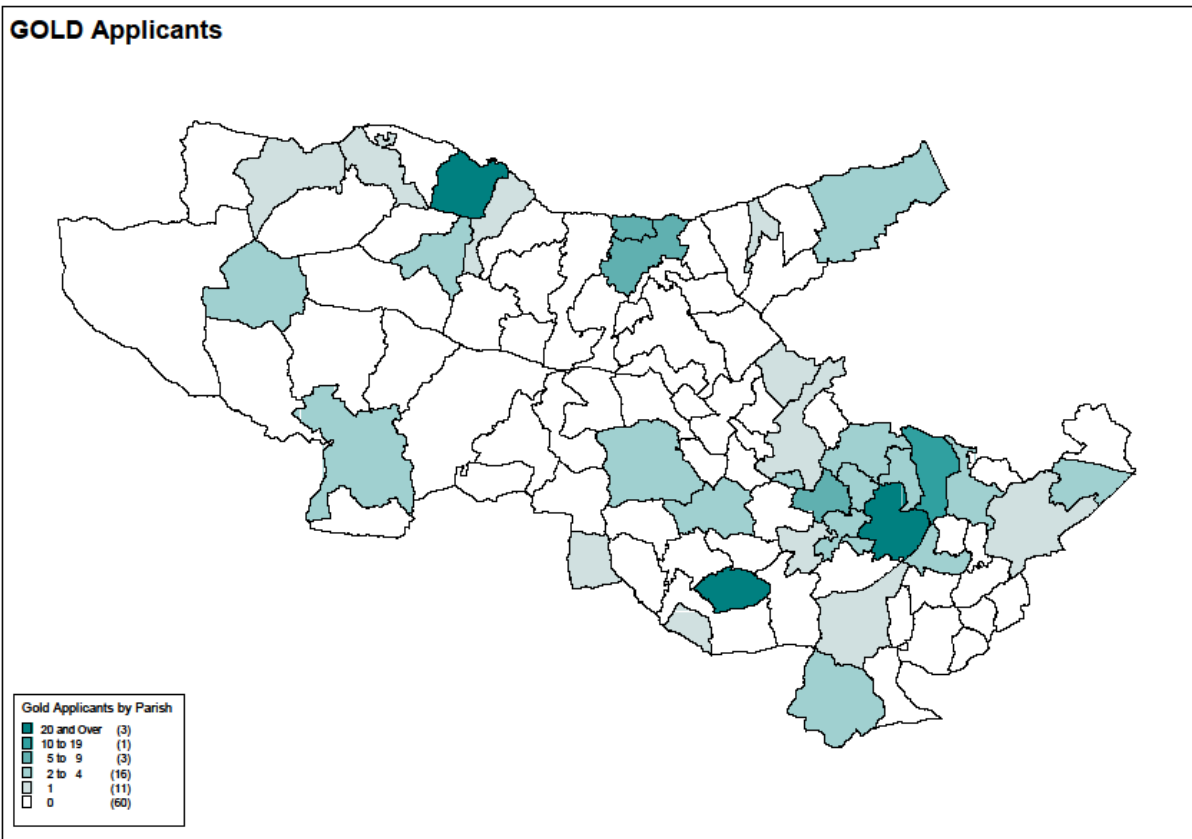 GOLD Applicants
Gold Applicants by Parish
20 and Over (3)
10 to 19 (1)
5 to 9 (3)
2 to 4 (16)
1 (11)
0 (60)